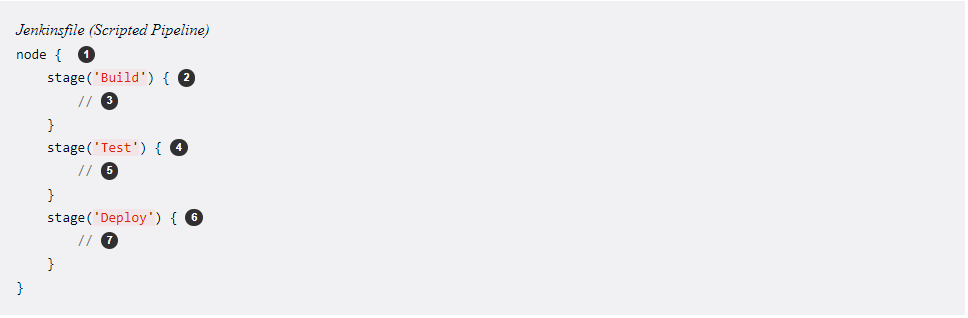 Jenkinsfile (Scripted Pipeline)
node { 1
    stage('Build') { 2
        // 3
    }
    stage('Test') { 4
        // 5
    }
    stage('Deploy') { 6
        // 7
    }
}